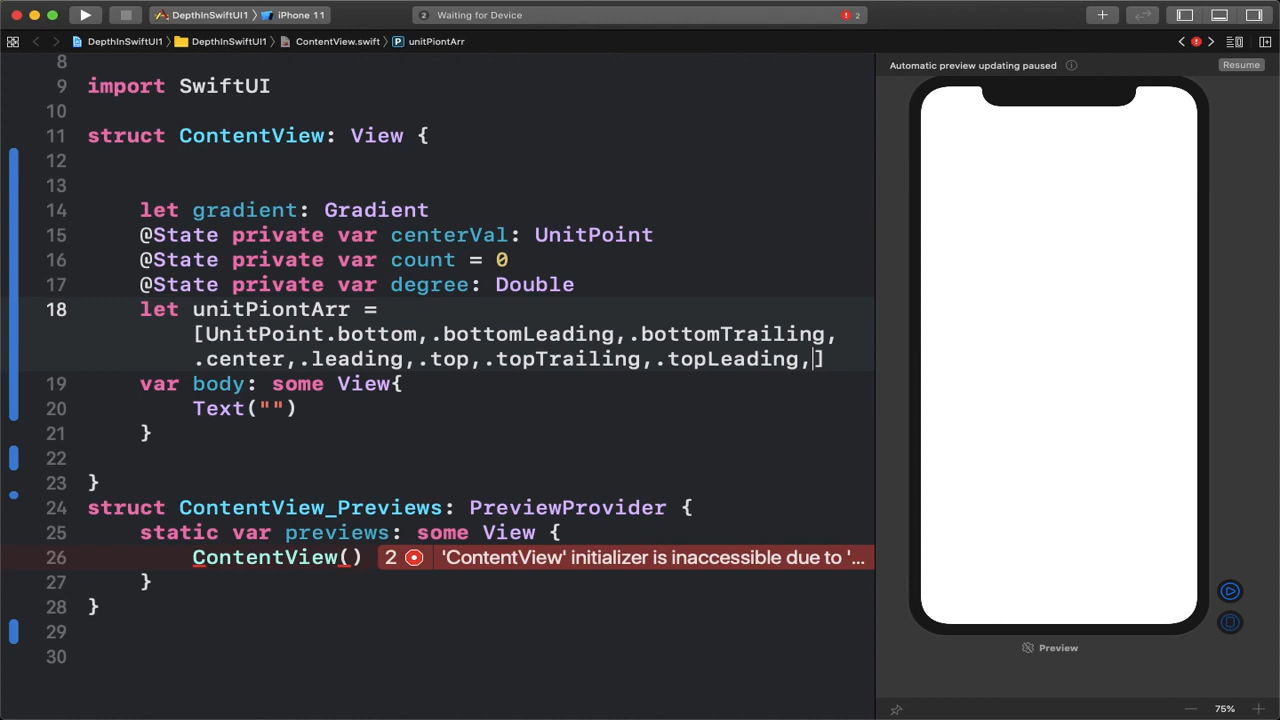 DepthInSwiftUI1 iPhone 11
2 Waiting for Device 2
DepthInSwiftUI1 DepthInSwiftUI1 ContentView.swift P unitPiontArr
Automatic preview updating paused Resume
8
9 import SwiftUI
10
11 struct ContentView: View {
12
13
14 let gradient: Gradient
15 @State private var centerVal: UnitPoint
16 @State private var count = 0
17 @State private var degree: Double
18 let unitPiontArr =
[UnitPoint.bottom,.bottomLeading,.bottomTrailing,
.center,.leading,.top,.topTrailing,.topLeading,]
19 var body: some View{
20 Text("")
21 }
22
23 }
24 struct ContentView_Previews: PreviewProvider {
25 static var previews: some View {
26 ContentView() 2 'ContentView' initializer is inaccessible due to '...
27 }
28 }
29
30
Preview
75%